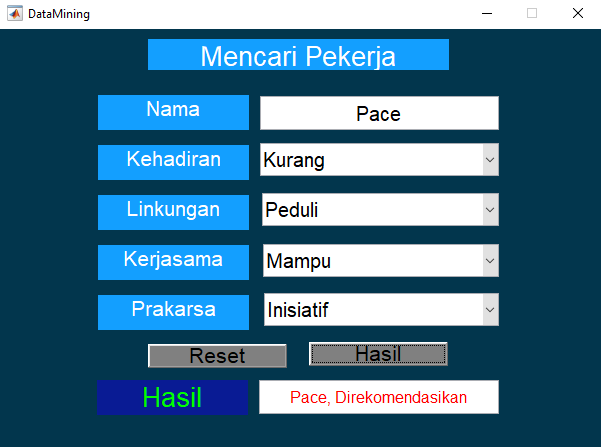 DataMining
Mencari Pekerja
Nama Pace
Kehadiran Kurang
Linkungan Peduli
Kerjasama Mampu
Prakarsa Inisiatif
Reset Hasil
Hasil Pace, Direkomendasikan